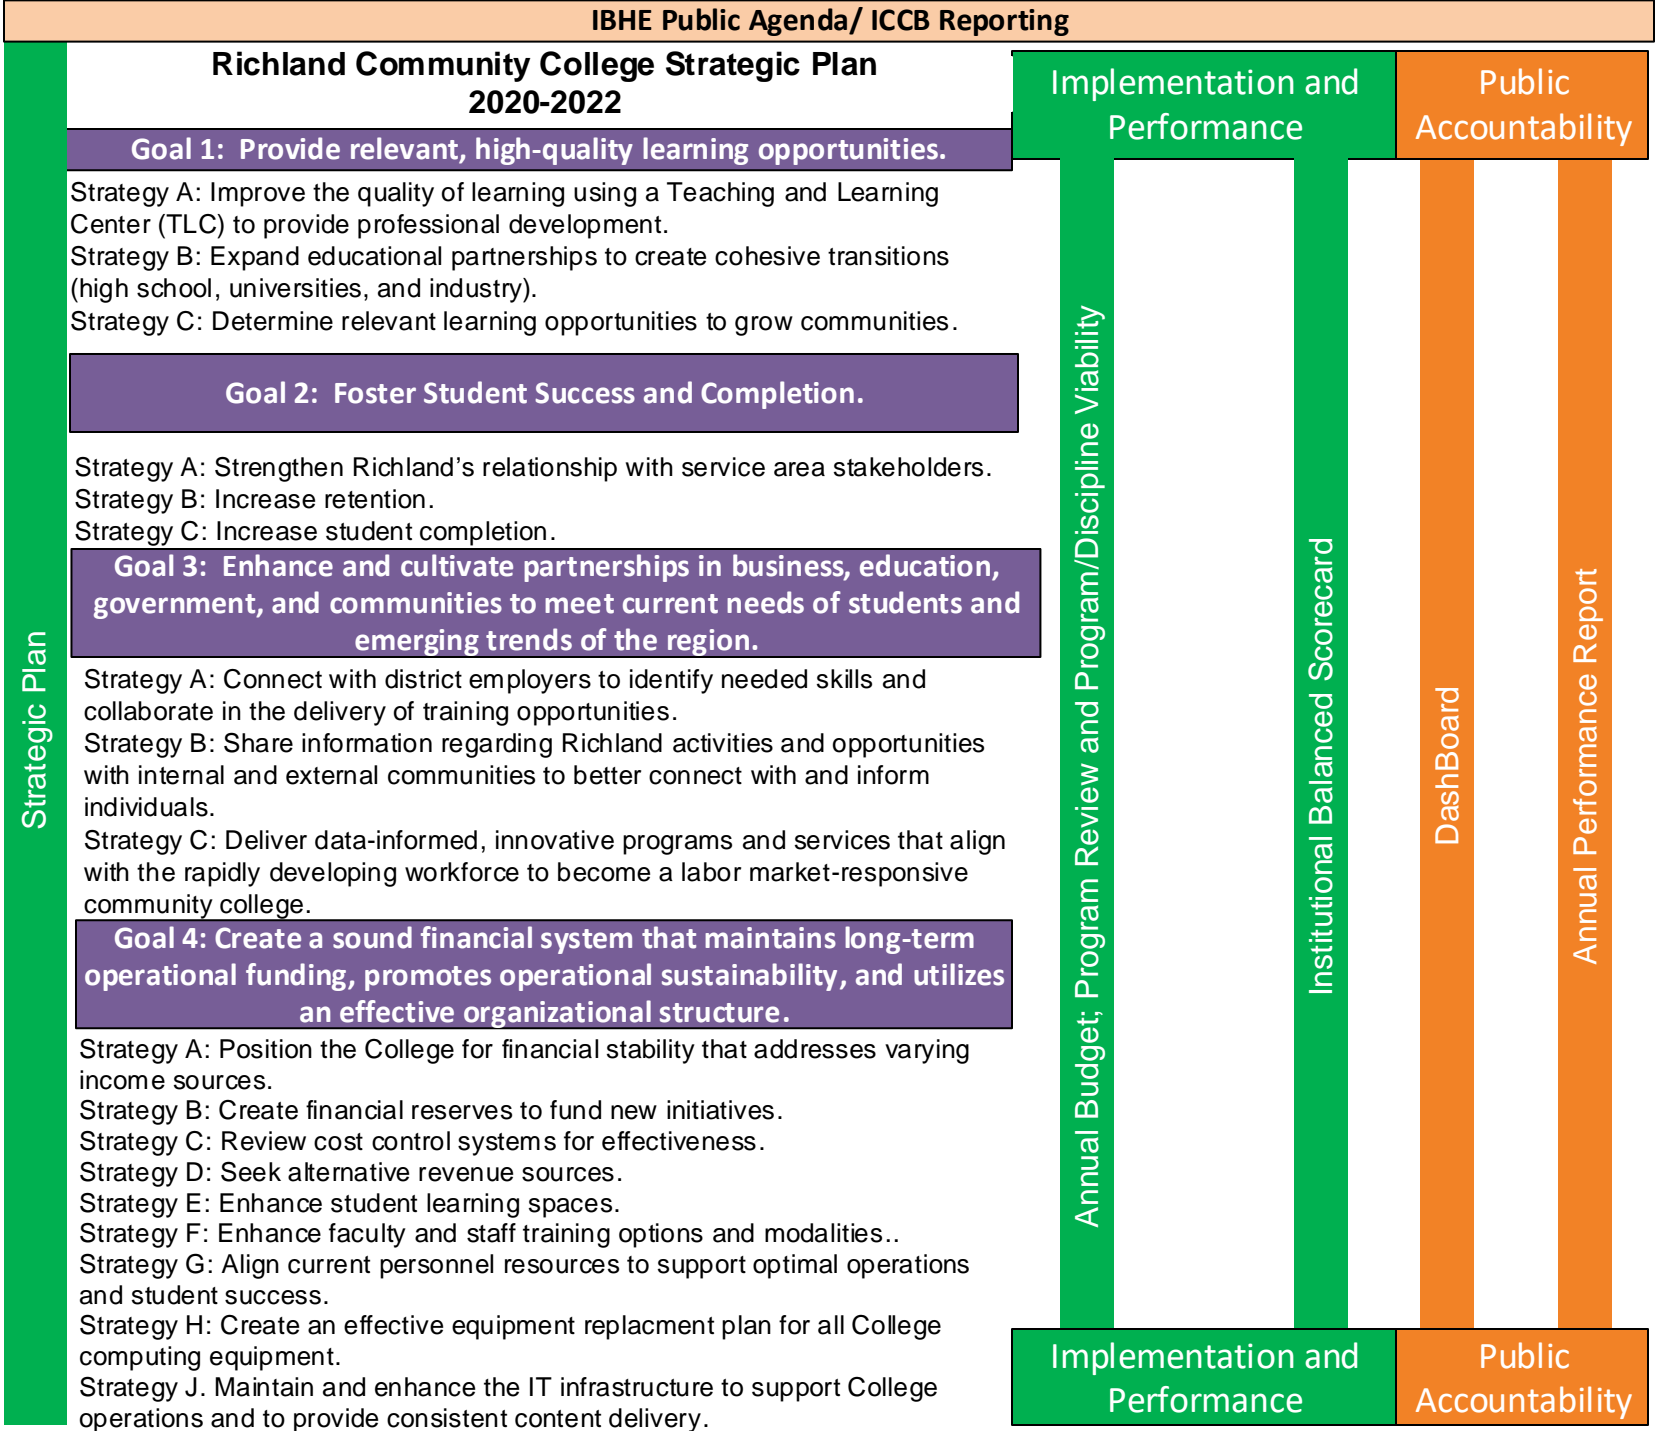 IBHE Public Agenda/ ICCB Reporting
Richland Community College Strategic Plan
2020-2022
Goal 1:  Provide relevant, high-quality learning opportunities.
Strategy A: Improve the quality of learning using a Teaching and Learning
Center (TLC) to provide professional development.
Strategy B: Expand educational partnerships to create cohesive transitions
(high school, universities, and industry).
Strategy C: Determine relevant learning opportunities to grow communities.
Goal 2:  Foster Student Success and Completion.
Strategy A: Strengthen Richland’s relationship with service area stakeholders.
Strategy B: Increase retention.
Strategy C: Increase student completion.
Goal 3:  Enhance and cultivate partnerships in business, education,
government, and communities to meet current needs of students and
emerging trends of the region.
Strategy A: Connect with district employers to identify needed skills and
collaborate in the delivery of training opportunities.
Strategy B: Share information regarding Richland activities and opportunities
with internal and external communities to better connect with and inform
individuals.
Strategy C: Deliver data-informed, innovative programs and services that align
with the rapidly developing workforce to become a labor market-responsive
community college.
Goal 4: Create a sound financial system that maintains long-term
operational funding, promotes operational sustainability, and utilizes
an effective organizational structure.
Strategy A: Position the College for financial stability that addresses varying
income sources.
Strategy B: Create financial reserves to fund new initiatives.
Strategy C: Review cost control systems for effectiveness.
Strategy D: Seek alternative revenue sources.
Strategy E: Enhance student learning spaces.
Strategy F: Enhance faculty and staff training options and modalities..
Strategy G: Align current personnel resources to support optimal operations
and student success.
Strategy H: Create an effective equipment replacment plan for all College
computing equipment.
Strategy J. Maintain and enhance the IT infrastructure to support College
operations and to provide consistent content delivery.
Strategic Plan
Implementation and
Performance
Public
Accountability
Annual Budget; Program Review and Program/Discipline Viability
Institutional Balanced Scorecard
DashBoard
Annual Performance Report
Implementation and
Performance
Public
Accountability